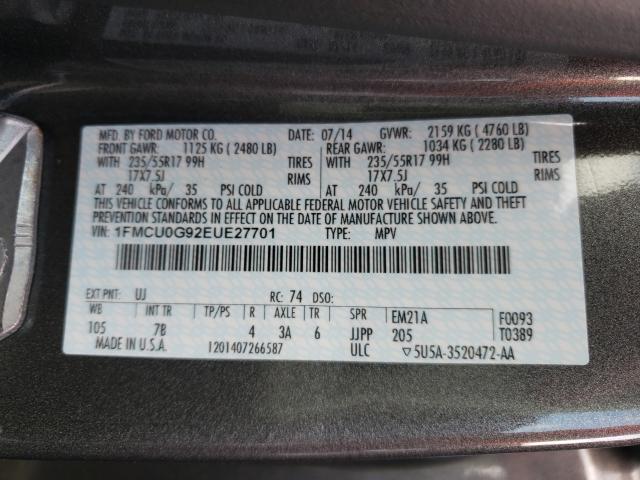 MFD. BY FORD MOTOR CO. DATE: 07/14 GVWR: 2159 KG ( 4760 LB)
FRONT GAWR: 1125 KG ( 2480 LB) REAR GAWR: 1034 KG ( 2280 LB)
WITH 235/55R17 99H TIRES WITH 235/55R17 99H TIRES
17X7.5J RIMS 17X7.5J RIMS
AT 240 kPa/ 35 PSI COLD AT 240 kPa/ 35 PSI COLD
THIS VEHICLE CONFORMS TO ALL APPLICABLE FEDERAL MOTOR VEHICLE SAFETY AND THEFT
PREVENTION STANDARDS IN EFFECT ON THE DATE OF MANUFACTURE SHOWN ABOVE.
VIN: 1FMCU0G92EUE27701 TYPE: MPV
EXT PNT: UJ RC: 74 DSO:
WB INT TR TP/PS R AXLE TR SPR EM21A F0093
105 7B 4 3A 6 JJPP 205 T0389
MADE IN U.S.A. 1201407266587 ULC ▽5U5A-3520472-AA